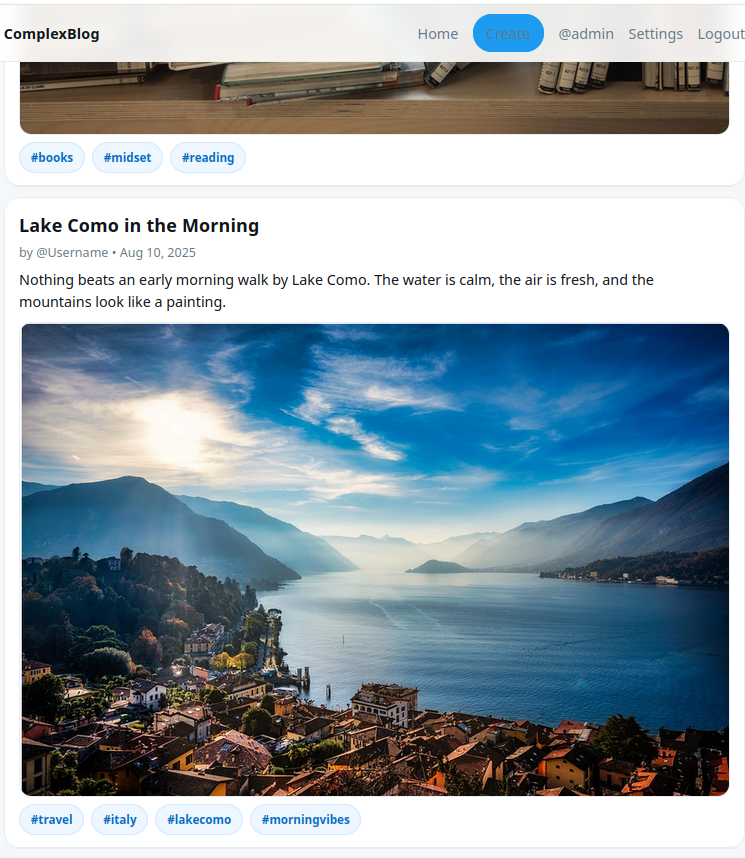 ComplexBlog
Home Create @admin Settings Logout
#books #midset #reading
Lake Como in the Morning
by @Username • Aug 10, 2025
Nothing beats an early morning walk by Lake Como. The water is calm, the air is fresh, and the
mountains look like a painting.
#travel #italy #lakecomo #morningvibes